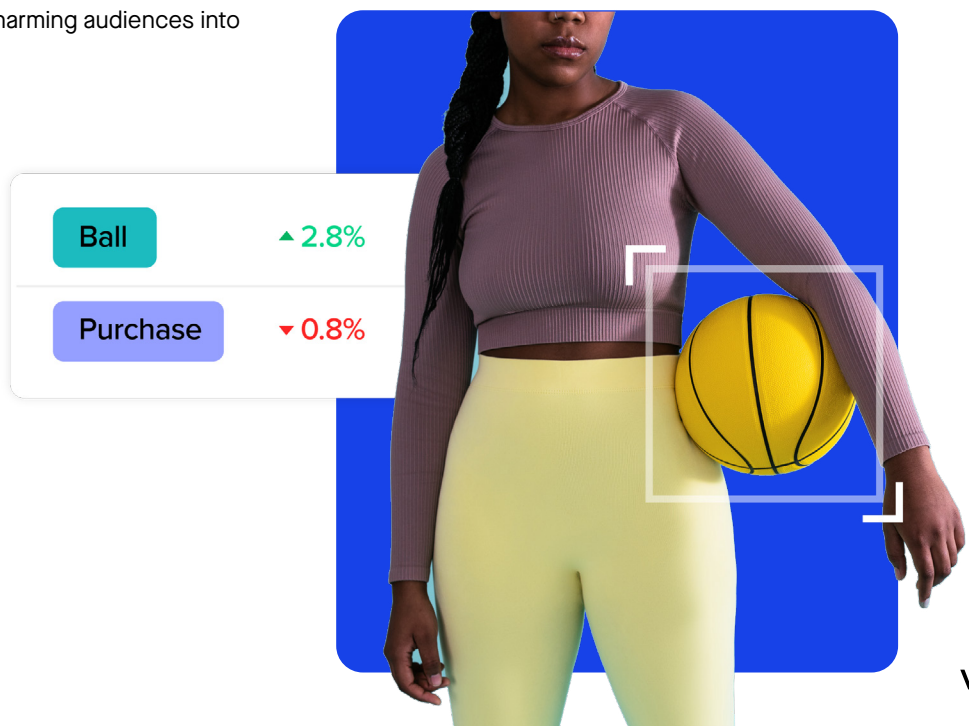 harming audiences into
Ball ▲ 2.8%
Purchase ▼ 0.8%